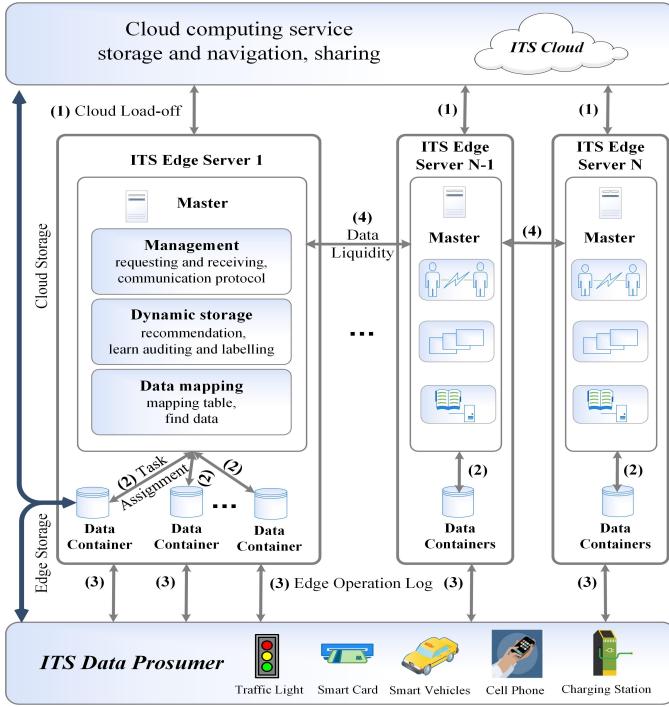 Cloud computing service
storage and navigation, sharing
ITS Cloud
(1) Cloud Load-off
(1)
(1)
ITS Edge Server 1
ITS Edge
Server N-1
ITS Edge
Server N
Master
Master
Master
(4)
Data
Liquidity
(4)
Management
requesting and receiving,
communication protocol
Dynamic storage
recommendation,
learn auditing and labelling
Data mapping
mapping table,
find data
...
Cloud Storage
Edge Storage
(2) Task
Assignment
(2)
(2)
(2)
(2)
...
Data
Container
Data
Container
Data
Container
Data
Containers
Data
Containers
(3)
(3)
(3) Edge Operation Log
(3)
(3)
ITS Data Prosumer
Traffic Light
Smart Card
Smart Vehicles
Cell Phone
Charging Station